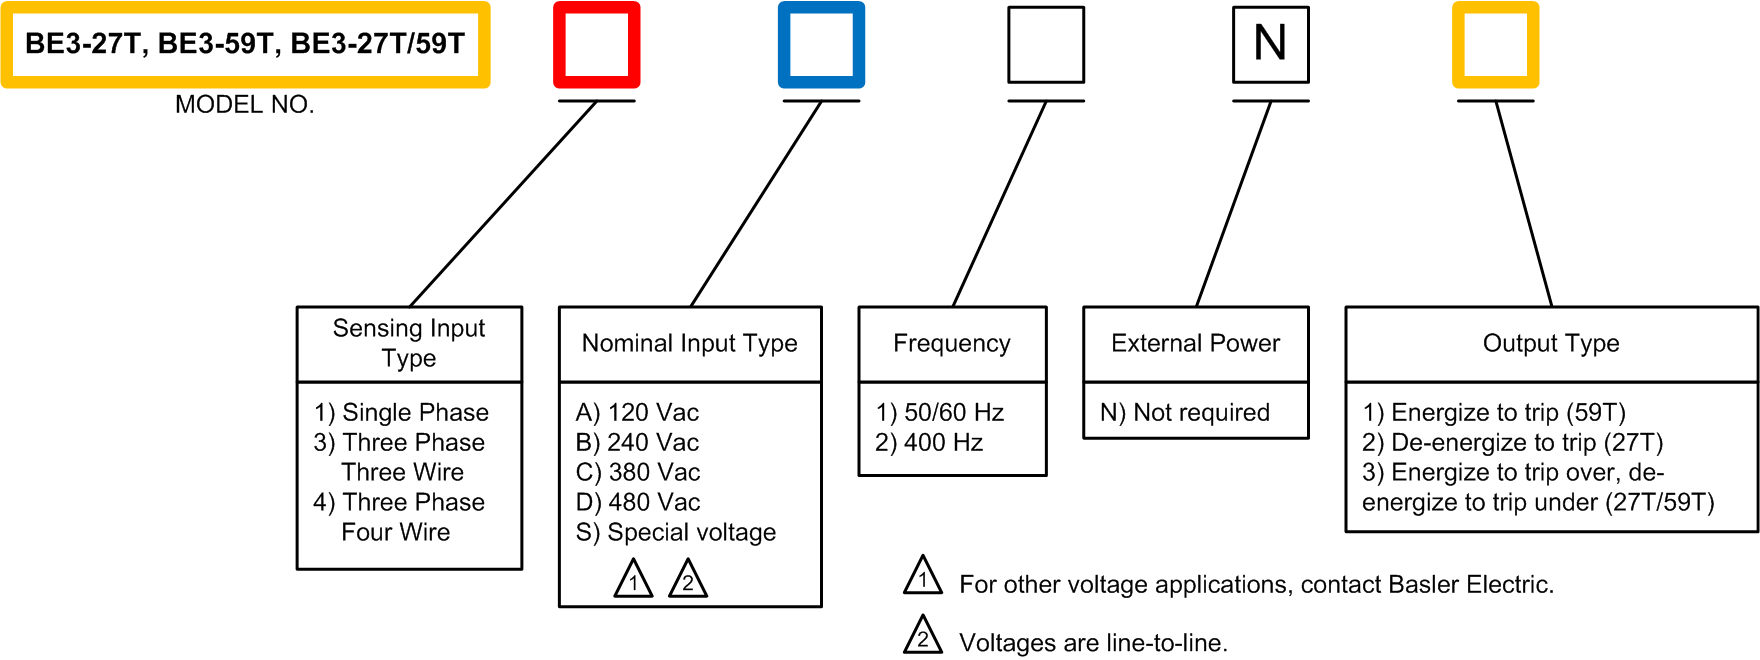 BE3-27T, BE3-59T, BE3-27T/59T
N
MODEL NO.
Sensing Input
Type
1) Single Phase
3) Three Phase
Three Wire
4) Three Phase
Four Wire
Nominal Input Type
A) 120 Vac
B) 240 Vac
C) 380 Vac
D) 480 Vac
S) Special voltage
1 2
Frequency
1) 50/60 Hz
2) 400 Hz
External Power
N) Not required
Output Type
1) Energize to trip (59T)
2) De-energize to trip (27T)
3) Energize to trip over, de-
energize to trip under (27T/59T)
1 For other voltage applications, contact Basler Electric.
2 Voltages are line-to-line.